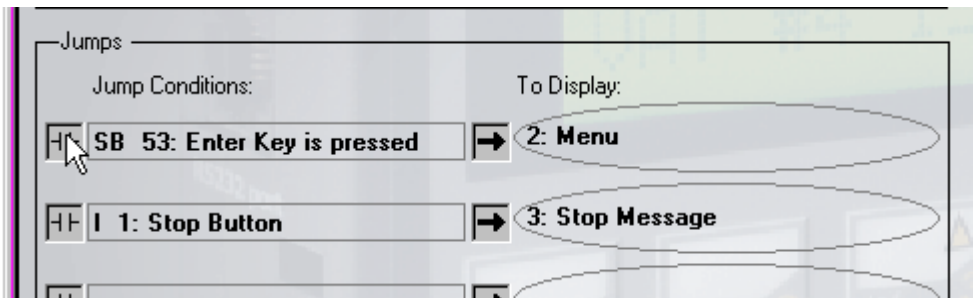 Jumps
Jump Conditions: To Display:
SB 53: Enter Key is pressed 2: Menu
I 1: Stop Button 3: Stop Message